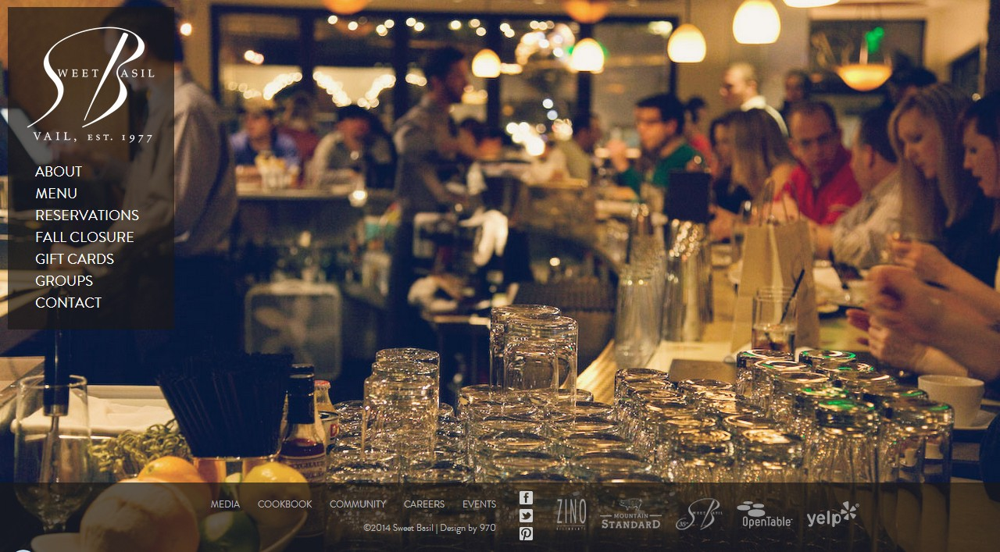 SWEET BASIL
VAIL, EST. 1977
ABOUT
MENU
RESERVATIONS
FALL CLOSURE
GIFT CARDS
GROUPS
CONTACT
MEDIA COOKBOOK COMMUNITY CAREERS EVENTS
©2014 Sweet Basil | Design by 970
f
ZINO
MOUNTAIN
STANDARD
35th SWEET BASIL
OpenTable
yelp